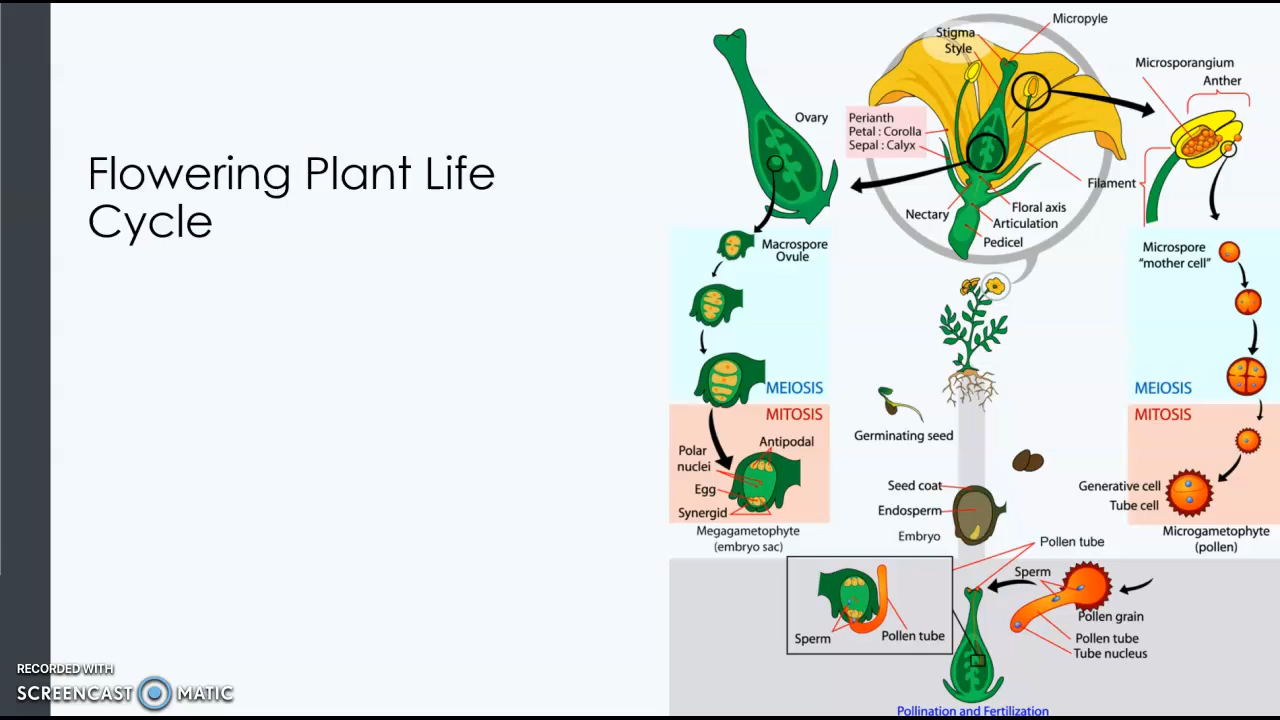 Flowering Plant Life
Cycle
Micropyle
Stigma
Style
Microsporangium
Anther
Ovary
Perianth
Petal : Corolla
Sepal : Calyx
Filament
Nectary
Floral axis
Articulation
Pedicel
Macrospore
Ovule
Microspore
"mother cell"
MEIOSIS
MEIOSIS
MITOSIS
MITOSIS
Antipodal
Polar
nuclei
Egg
Synergid
Megagametophyte
(embryo sac)
Germinating seed
Seed coat
Endosperm
Embryo
Generative cell
Tube cell
Microgametophyte
(pollen)
Pollen tube
Sperm
Pollen grain
Pollen tube
Tube nucleus
Sperm
Pollen tube
Pollination and Fertilization
RECORDED WITH
SCREENCAST MATIC